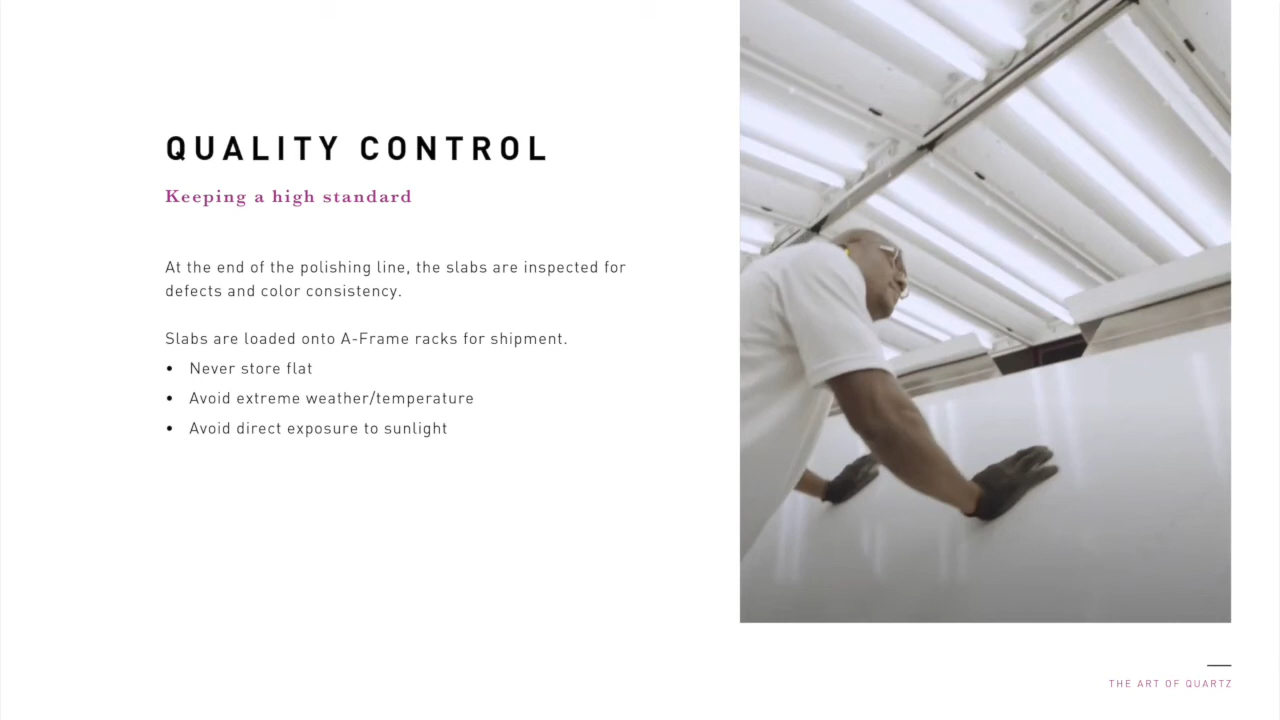 QUALITY CONTROL
Keeping a high standard
At the end of the polishing line, the slabs are inspected for
defects and color consistency.
Slabs are loaded onto A-Frame racks for shipment.
• Never store flat
• Avoid extreme weather/temperature
• Avoid direct exposure to sunlight
THE ART OF QUARTZ